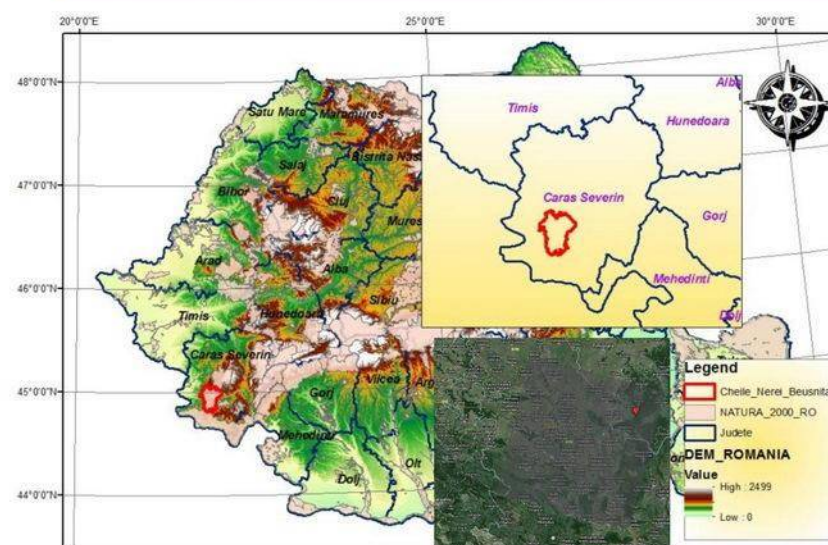 20°0'0"E
25°0'0"E
30°0'0"E
48°0'0"N
47°0'0"N
46°0'0"N
45°0'0"N
44°0'0"N
Satu Mare
Maramures
Salaj
Bistrita Nas
Bihor
Cluj
Mures
Arad
Alba
Sibiu
Timis
Hunedoara
Caras Severin
Gorj
Vilcea
Arg
Mehedinti
Olt
Dolj
Alba
Timis
Hunedoara
Caras Severin
Gorj
Mehedinti
Dolj
Legend
Cheile_Nerei_Beusnita
NATURA_2000_RO
Judete
DEM_ROMANIA
Value
High : 2499
Low : 0